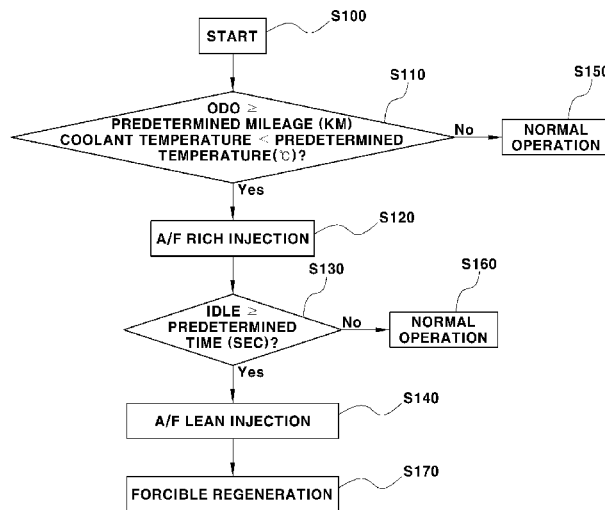 S100
START
S110
S150
ODO ≥
PREDETERMINED MILEAGE (KM)
COOLANT TEMPERATURE < PREDETERMINED
TEMPERATURE(℃)?
No
NORMAL
OPERATION
Yes
S120
A/F RICH INJECTION
S130
S160
IDLE ≥
PREDETERMINED
TIME (SEC)?
No
NORMAL
OPERATION
Yes
S140
A/F LEAN INJECTION
S170
FORCIBLE REGENERATION